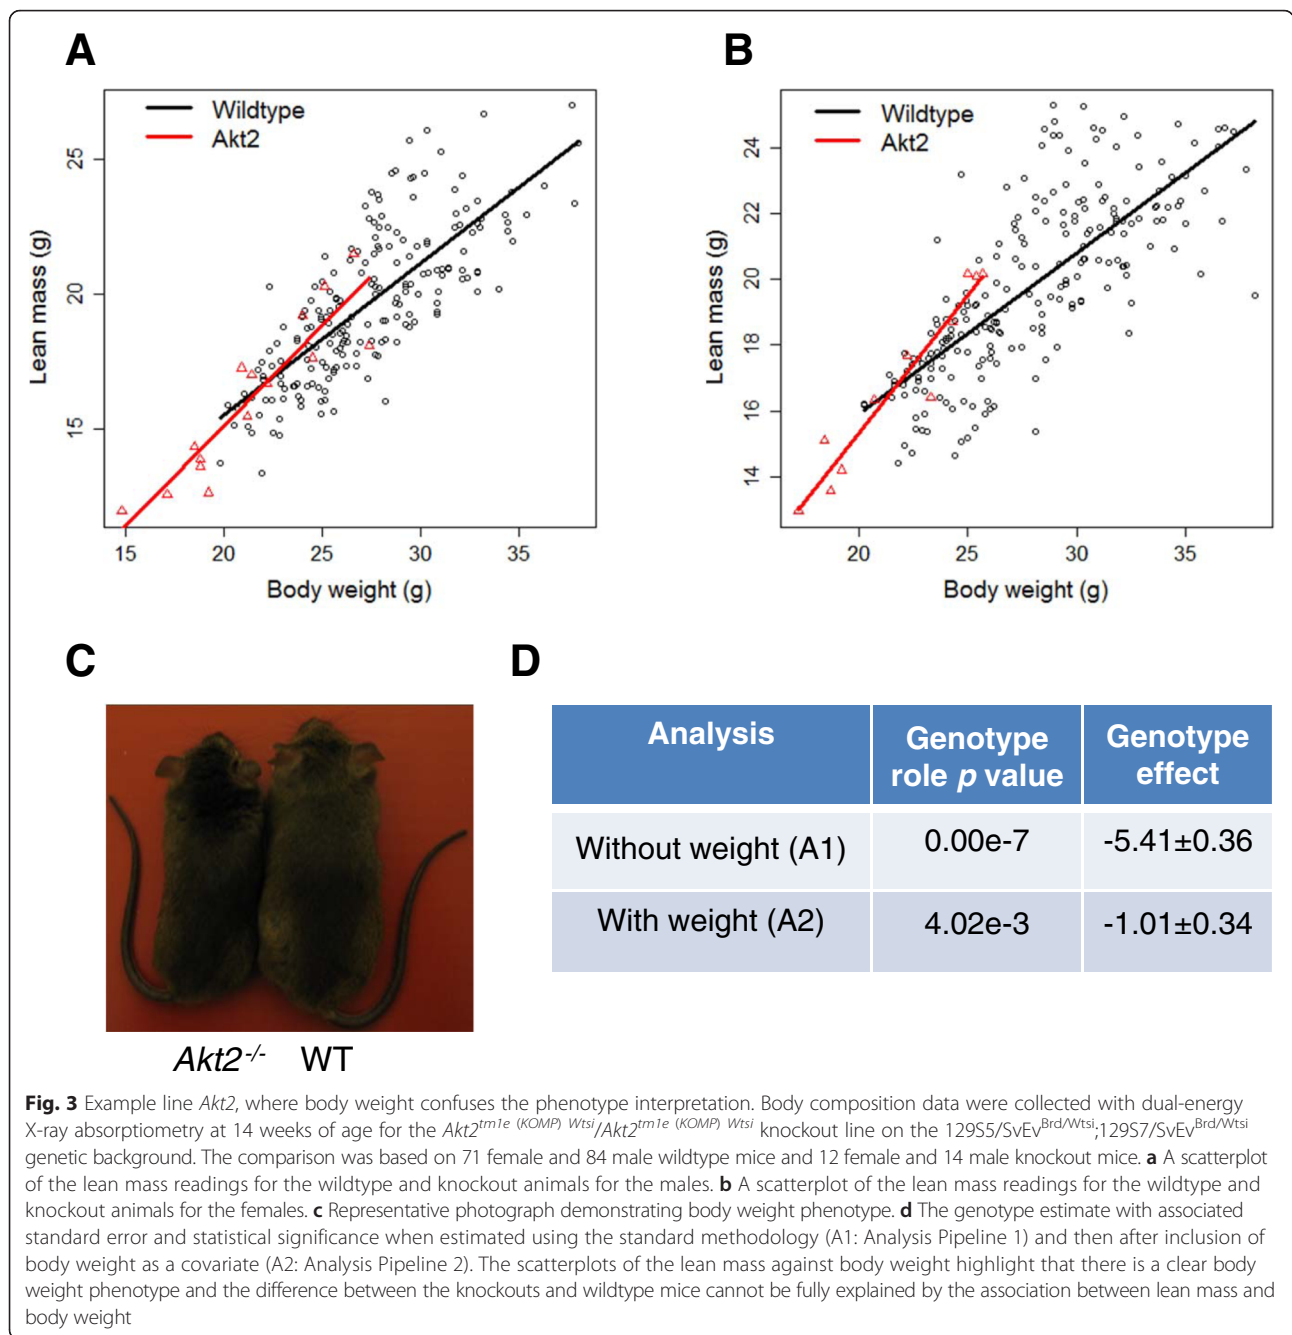 A
B
Wildtype
Akt2
Lean mass (g)
15
20
25
15
20
25
30
35
Body weight (g)
Wildtype
Akt2
Lean mass (g)
14
16
18
20
22
24
20
25
30
35
Body weight (g)
C
D
Akt2-/- WT
Analysis
Genotype role p value
Genotype effect
Without weight (A1)
0.00e-7
-5.41±0.36
With weight (A2)
4.02e-3
-1.01±0.34
Fig. 3 Example line Akt2, where body weight confuses the phenotype interpretation. Body composition data were collected with dual-energy
X-ray absorptiometry at 14 weeks of age for the Akt2tm1e (KOMP) Wtsi/Akt2tm1e (KOMP) Wtsi knockout line on the 129S5/SvEvBrd/Wtsi;129S7/SvEvBrd/Wtsi
genetic background. The comparison was based on 71 female and 84 male wildtype mice and 12 female and 14 male knockout mice. a A scatterplot
of the lean mass readings for the wildtype and knockout animals for the males. b A scatterplot of the lean mass readings for the wildtype and
knockout animals for the females. c Representative photograph demonstrating body weight phenotype. d The genotype estimate with associated
standard error and statistical significance when estimated using the standard methodology (A1: Analysis Pipeline 1) and then after inclusion of
body weight as a covariate (A2: Analysis Pipeline 2). The scatterplots of the lean mass against body weight highlight that there is a clear body
weight phenotype and the difference between the knockouts and wildtype mice cannot be fully explained by the association between lean mass and
body weight